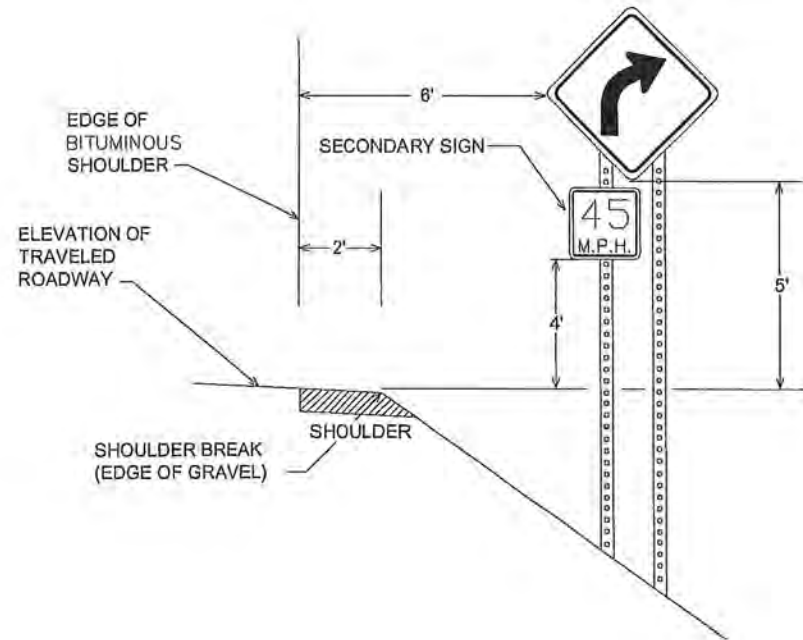 6'
EDGE OF
BITUMINOUS
SHOULDER
SECONDARY SIGN
ELEVATION OF
TRAVELED
ROADWAY
2'
45
M.P.H.
5'
4'
SHOULDER
SHOULDER BREAK
(EDGE OF GRAVEL)